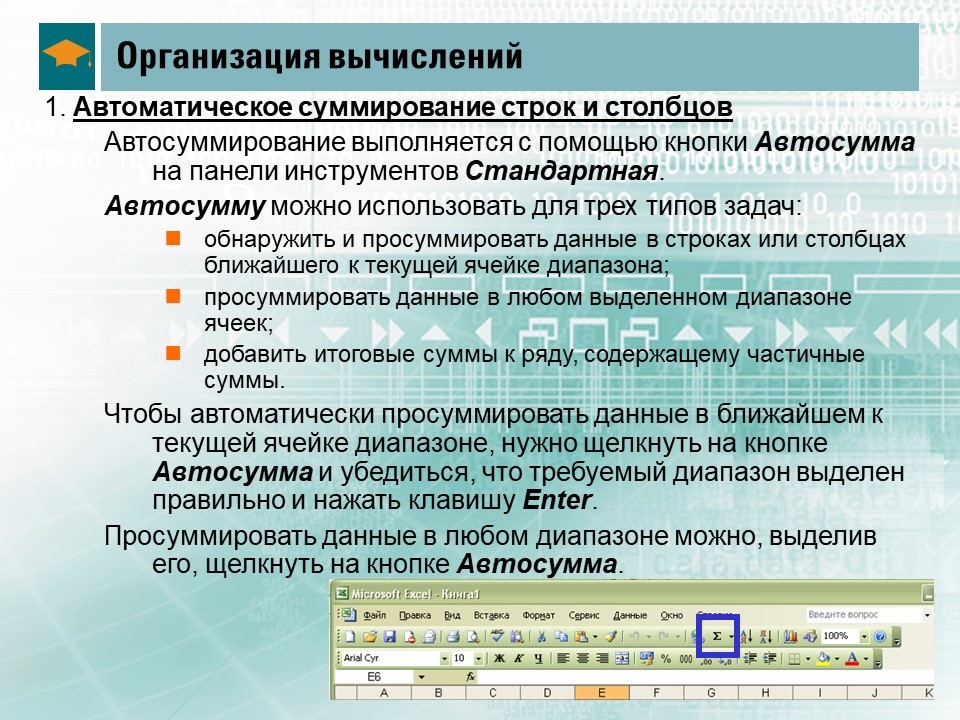 Организация вычислений
1. Автоматическое суммирование строк и столбцов
Автосуммирование выполняется с помощью кнопки Автосумма
на панели инструментов Стандартная.
Автосумму можно использовать для трех типов задач:
обнаружить и просуммировать данные в строках или столбцах
ближайшего к текущей ячейке диапазона;
просуммировать данные в любом выделенном диапазоне
ячеек;
добавить итоговые суммы к ряду, содержащему частичные
суммы.
Чтобы автоматически просуммировать данные в ближайшем к
текущей ячейке диапазоне, нужно щелкнуть на кнопке
Автосумма и убедиться, что требуемый диапазон выделен
правильно и нажать клавишу Enter.
Просуммировать данные в любом диапазоне можно, выделив
его, щелкнуть на кнопке Автосумма.
Microsoft Excel - Книга1
Файл Правка Вид Вставка Формат Сервис Данные Окно Введите вопрос
Σ 100%
Arial Cyr 10 Ж К Ч % 000
E6 fx
A B C D E F G H I J K